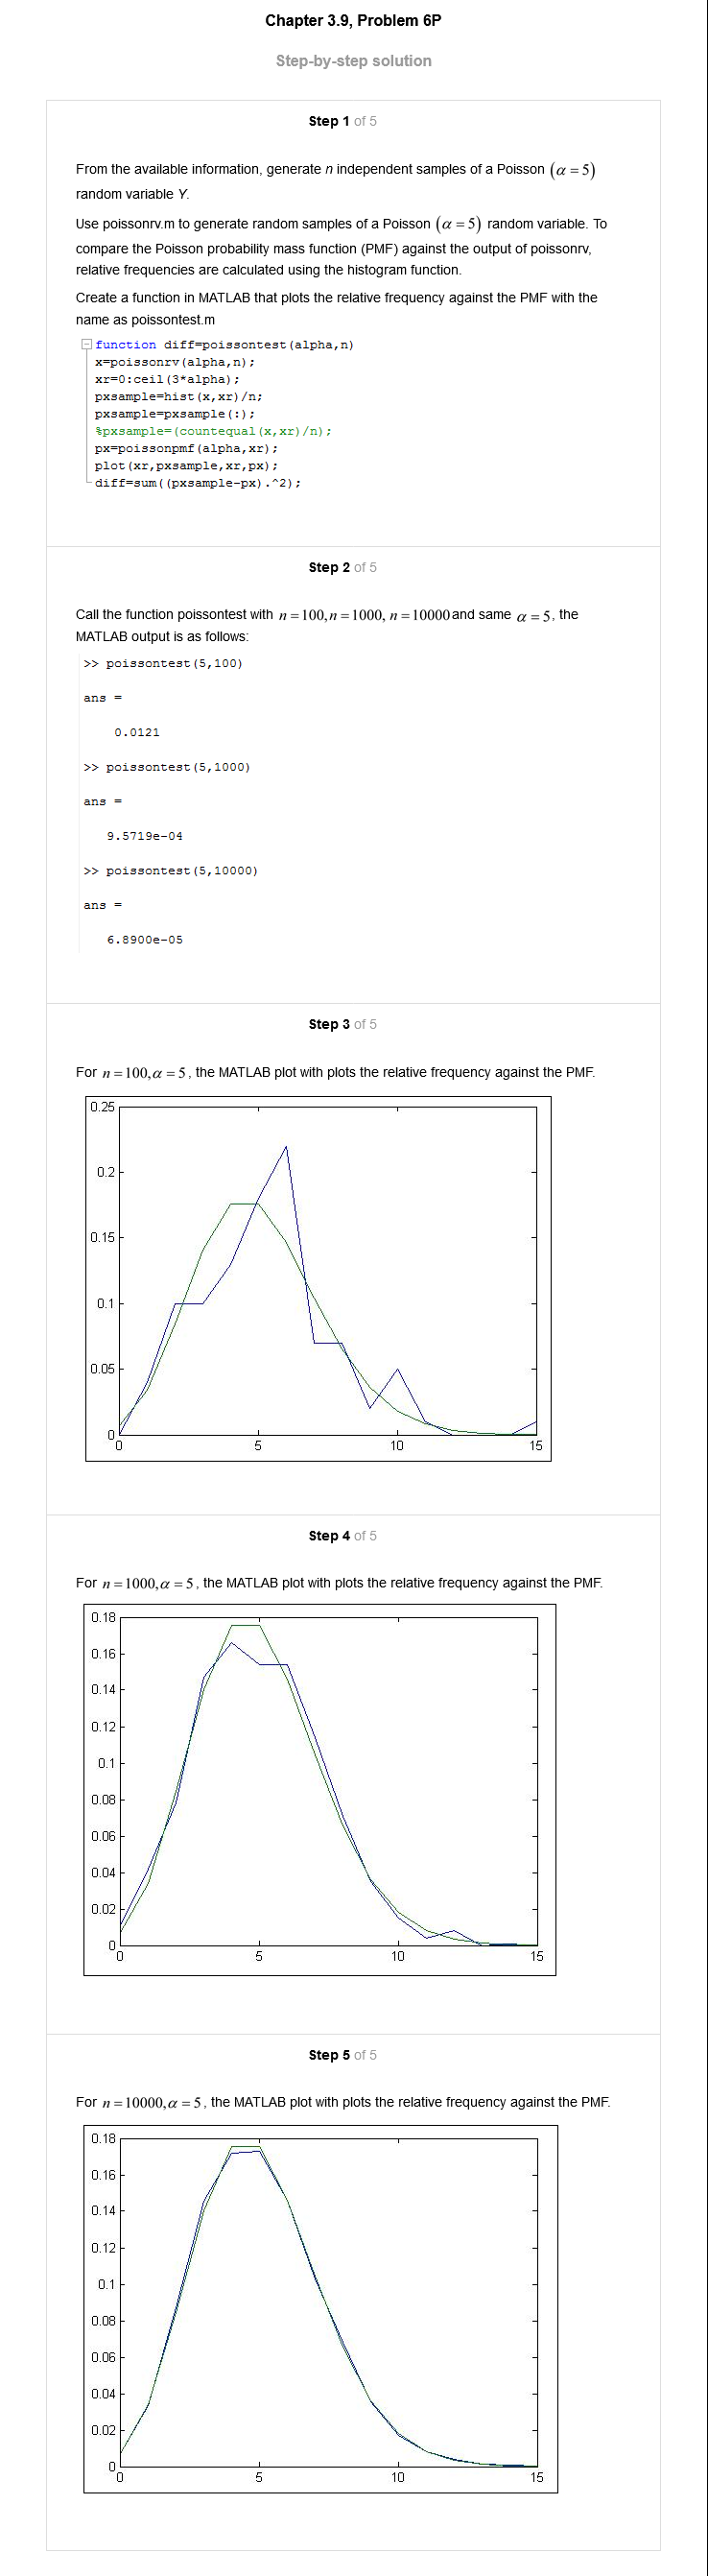 Chapter 3.9, Problem 6P
Step-by-step solution
Step 1 of 5
From the available information, generate n independent samples of a Poisson (α = 5)
random variable Y.
Use poissonrv.m to generate random samples of a Poisson (α = 5) random variable. To
compare the Poisson probability mass function (PMF) against the output of poissonrv,
relative frequencies are calculated using the histogram function.
Create a function in MATLAB that plots the relative frequency against the PMF with the
name as poissontest.m
function diff=poissontest(alpha,n)
x=poissonrv(alpha,n);
xr=0:ceil(3*alpha);
pxsample=hist(x,xr)/n;
pxsample=pxsample(:);
%pxsample=(countequal(x,xr)/n);
px=poissonpmf(alpha,xr);
plot(xr,pxsample,xr,px);
diff=sum((pxsample-px).^2);
Step 2 of 5
Call the function poissontest with n = 100, n = 1000, n = 10000 and same α = 5, the
MATLAB output is as follows:
>> poissontest(5,100)
ans =
0.0121
>> poissontest(5,1000)
ans =
9.5719e-04
>> poissontest(5,10000)
ans =
6.8900e-05
Step 3 of 5
For n = 100, α = 5, the MATLAB plot with plots the relative frequency against the PMF.
0.25
0.2
0.15
0.1
0.05
0
0 5 10 15
Step 4 of 5
For n = 1000, α = 5, the MATLAB plot with plots the relative frequency against the PMF.
0.18
0.16
0.14
0.12
0.1
0.08
0.06
0.04
0.02
0
0 5 10 15
Step 5 of 5
For n = 10000, α = 5, the MATLAB plot with plots the relative frequency against the PMF.
0.18
0.16
0.14
0.12
0.1
0.08
0.06
0.04
0.02
0
0 5 10 15